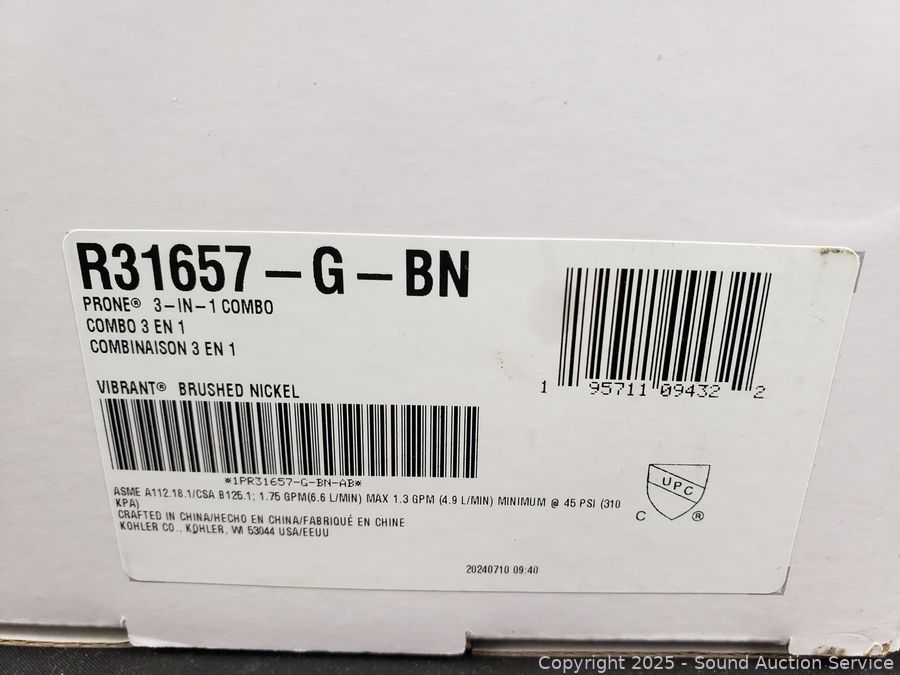 R31657-G-BN
PRONE® 3-IN-1 COMBO
COMBO 3 EN 1
COMBINAISON 3 EN 1
VIBRANT® BRUSHED NICKEL
1 95711 09432 2
*1PR31657-G-BN-AB*
ASME A112.18.1/CSA B125.1; 1.75 GPM(6.6 L/MIN) MAX 1.3 GPM (4.9 L/MIN) MINIMUM @ 45 PSI (310
KPA)
CRAFTED IN CHINA/HECHO EN CHINA/FABRIQUÉ EN CHINE
KOHLER CO., KOHLER, WI 53044 USA/EEUU
UPC
C ®
20240710 09:40
Copyright 2025 - Sound Auction Service